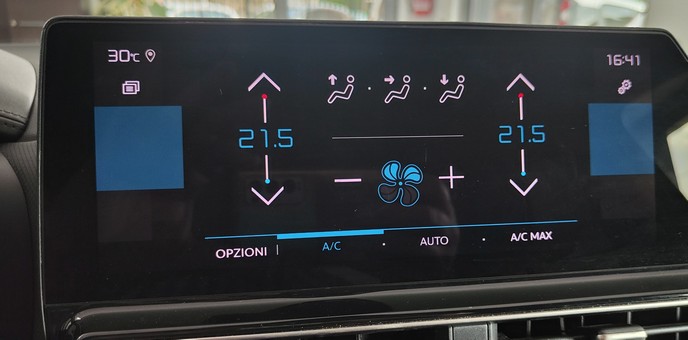 30°C
16:41
21.5
21.5
OPZIONI
A/C
AUTO
A/C MAX